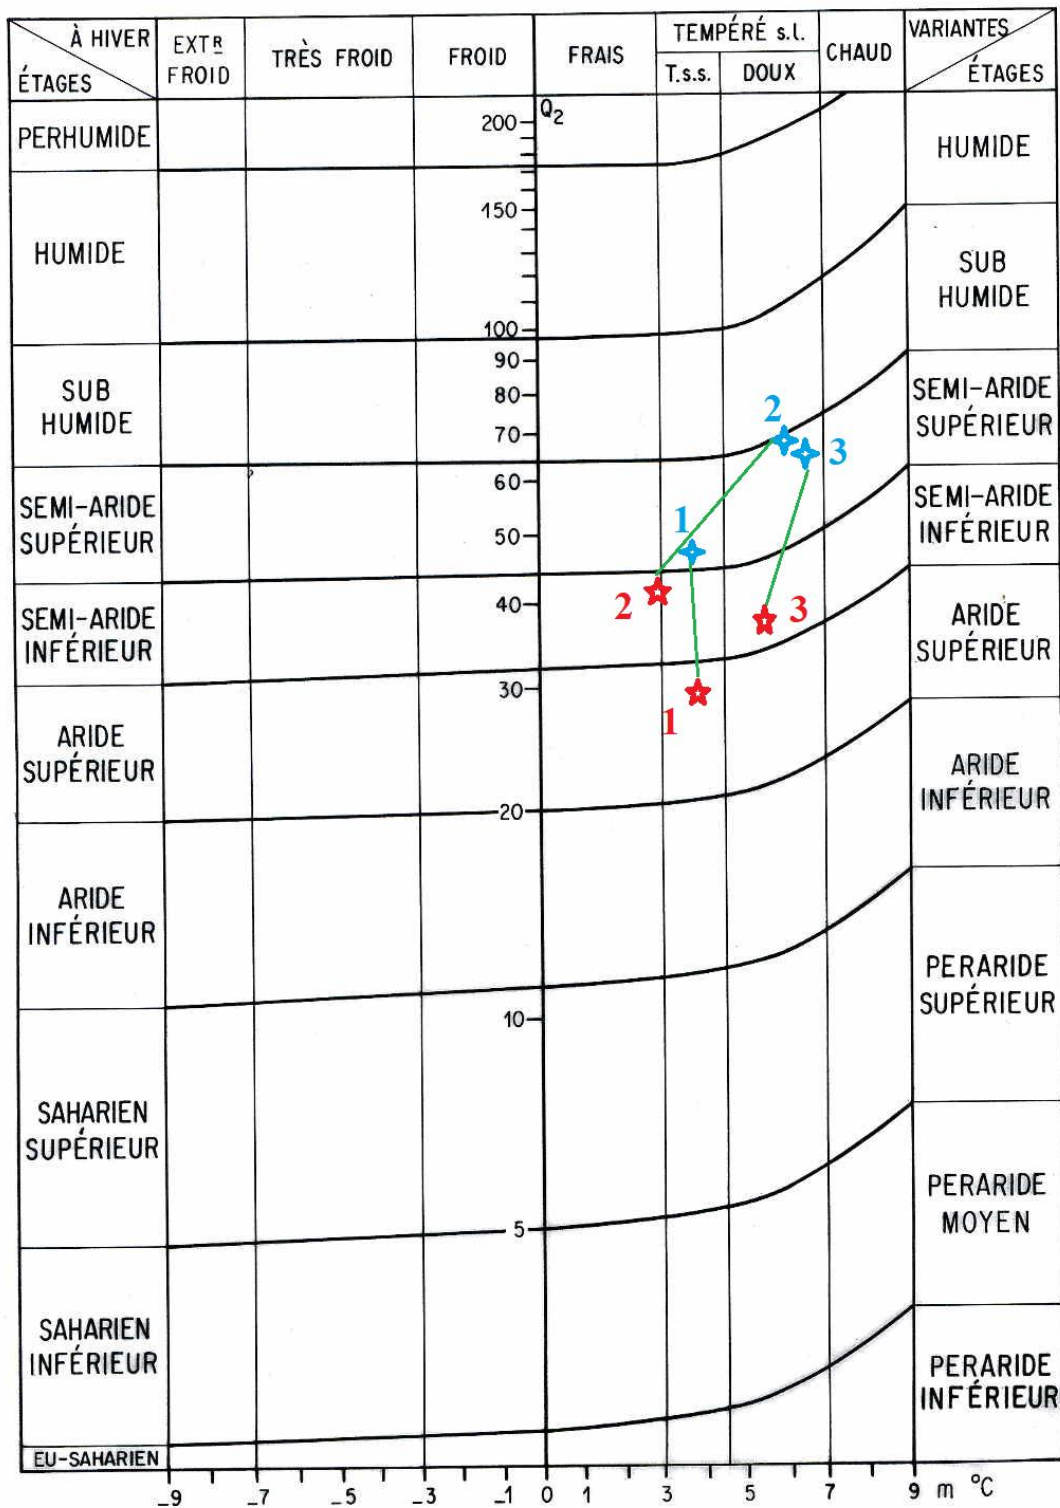 À HIVER
ÉTAGES
EXTR FROID
TRÈS FROID
FROID
FRAIS
TEMPÉRÉ s.l.
T.s.s.
DOUX
CHAUD
VARIANTES
ÉTAGES
PERHUMIDE
HUMIDE
SUB
HUMIDE
SEMI-ARIDE
SUPÉRIEUR
SEMI-ARIDE
INFÉRIEUR
ARIDE
SUPÉRIEUR
ARIDE
INFÉRIEUR
SAHARIEN
SUPÉRIEUR
SAHARIEN
INFÉRIEUR
EU-SAHARIEN
Q2
200
150
100
90
80
70
60
50
40
30
20
10
5
2
3
1
2
3
1
HUMIDE
SUB
HUMIDE
SEMI-ARIDE
SUPÉRIEUR
SEMI-ARIDE
INFÉRIEUR
ARIDE
SUPÉRIEUR
ARIDE
INFÉRIEUR
PERARIDE
SUPÉRIEUR
PERARIDE
MOYEN
PERARIDE
INFÉRIEUR
-9 -7 -5 -3 -1 0 1 3 5 7 9 m °C